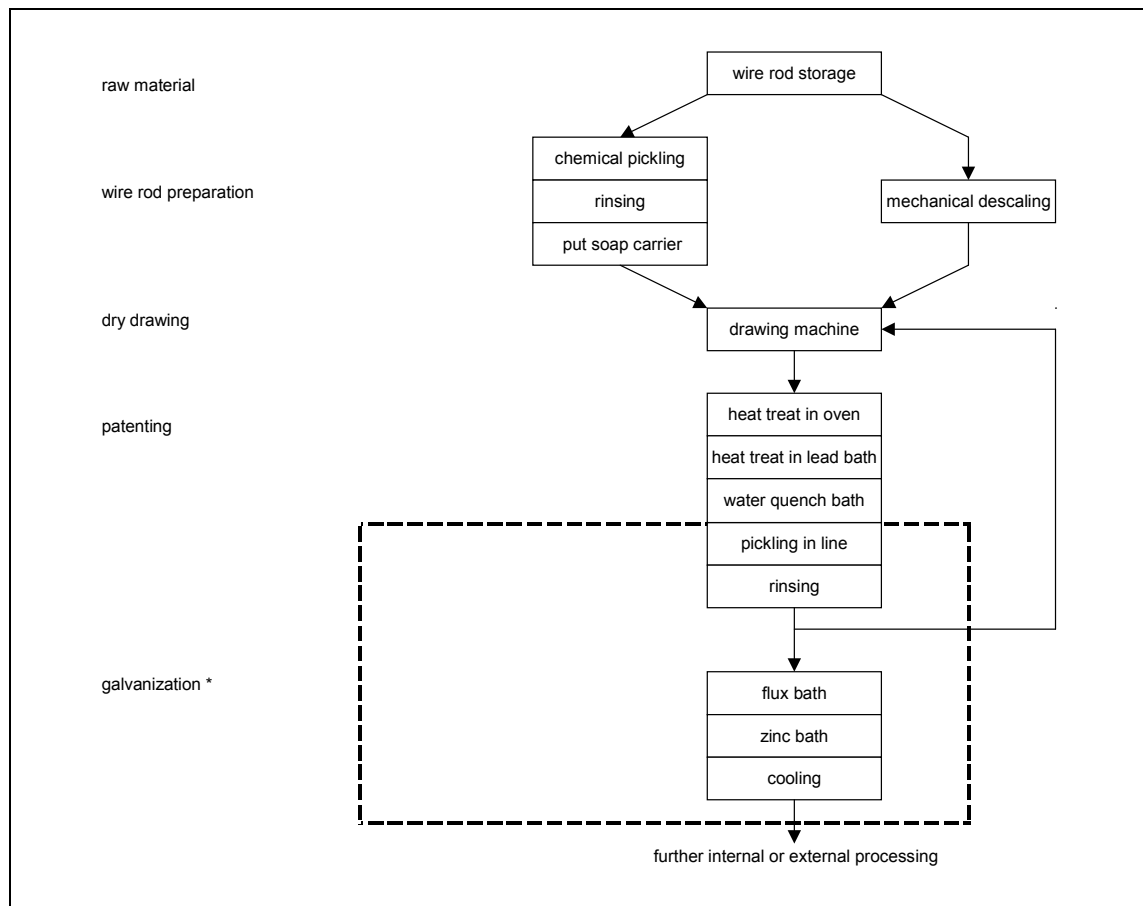 raw material
wire rod storage
chemical pickling
wire rod preparation
rinsing
mechanical descaling
put soap carrier
dry drawing
drawing machine
patenting
heat treat in oven
heat treat in lead bath
water quench bath
pickling in line
rinsing
galvanization *
flux bath
zinc bath
cooling
further internal or external processing